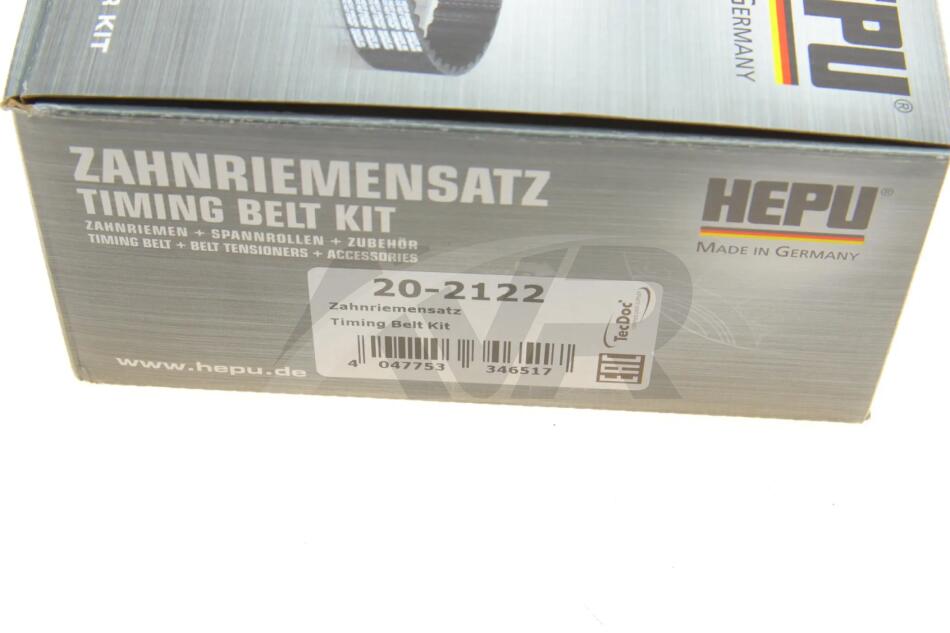 R KIT
GERMANY
HEPU®
ZAHNRIEMENSATZ
TIMING BELT KIT
ZAHNRIEMEN + SPANNROLLEN + ZUBEHÖR
TIMING BELT + BELT TENSIONERS + ACCESSORIES
HEPU®
MADE IN GERMANY
20-2122
Zahnriemensatz
Timing Belt Kit
TecDoc
4 047753 346517
EAC
www.hepu.de